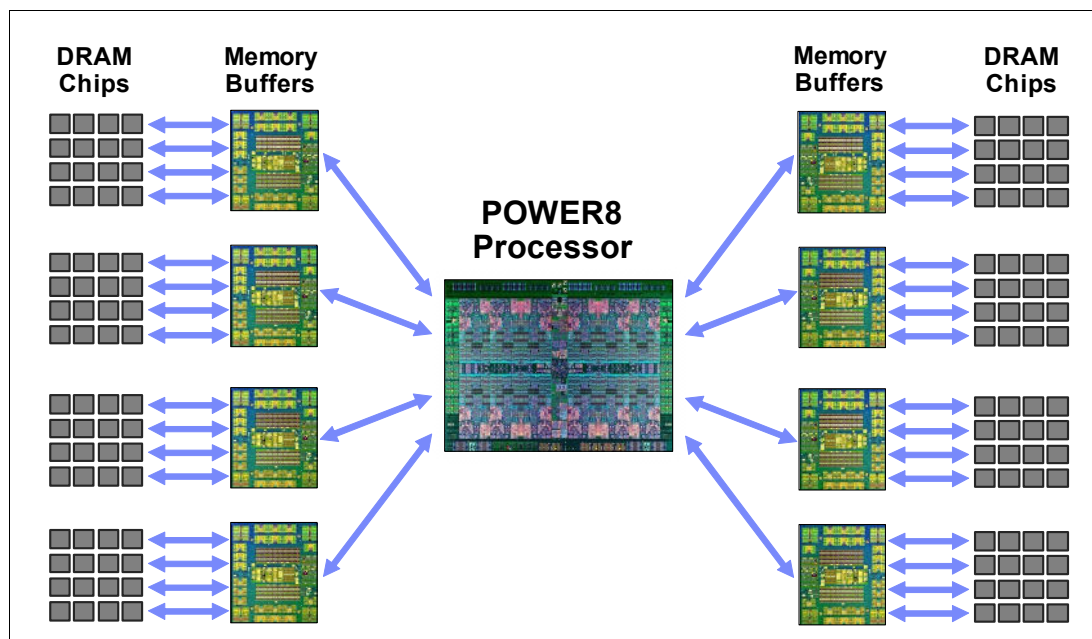 DRAM
Chips
Memory
Buffers
POWER8
Processor
Memory
Buffers
DRAM
Chips